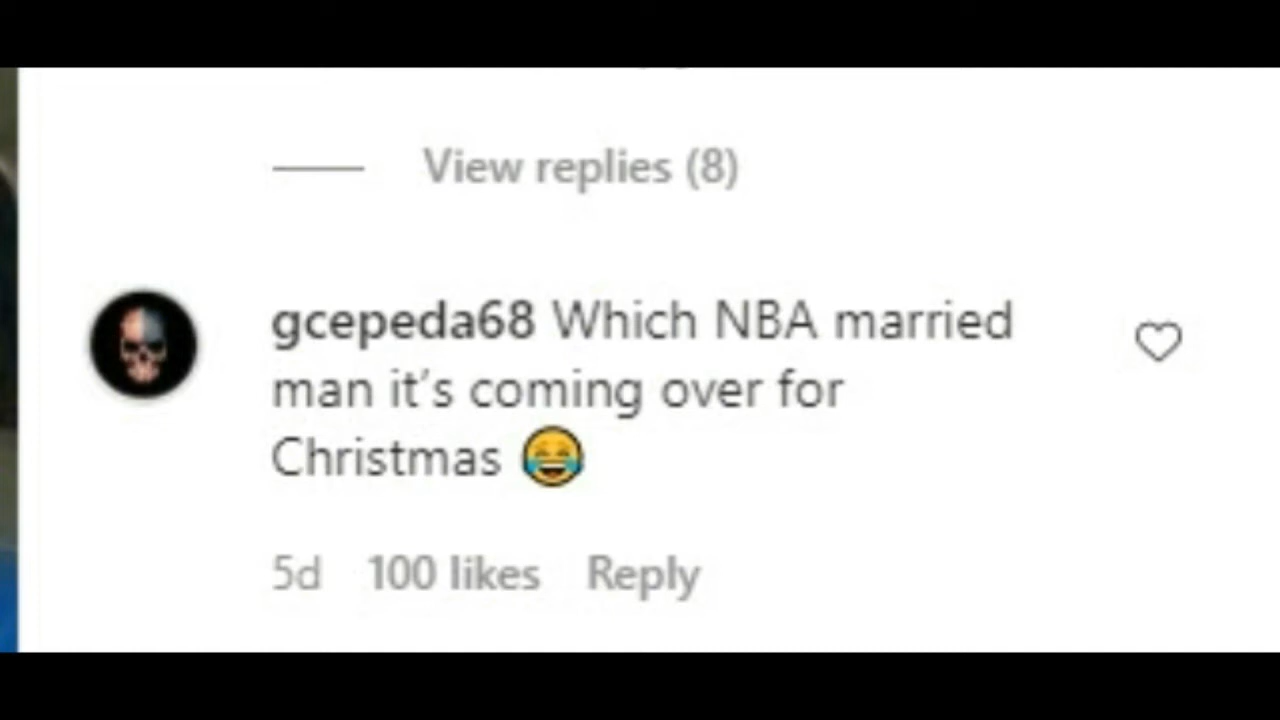 View replies (8)
gcepeda68 Which NBA married
man it's coming over for
Christmas 😂
5d 100 likes Reply